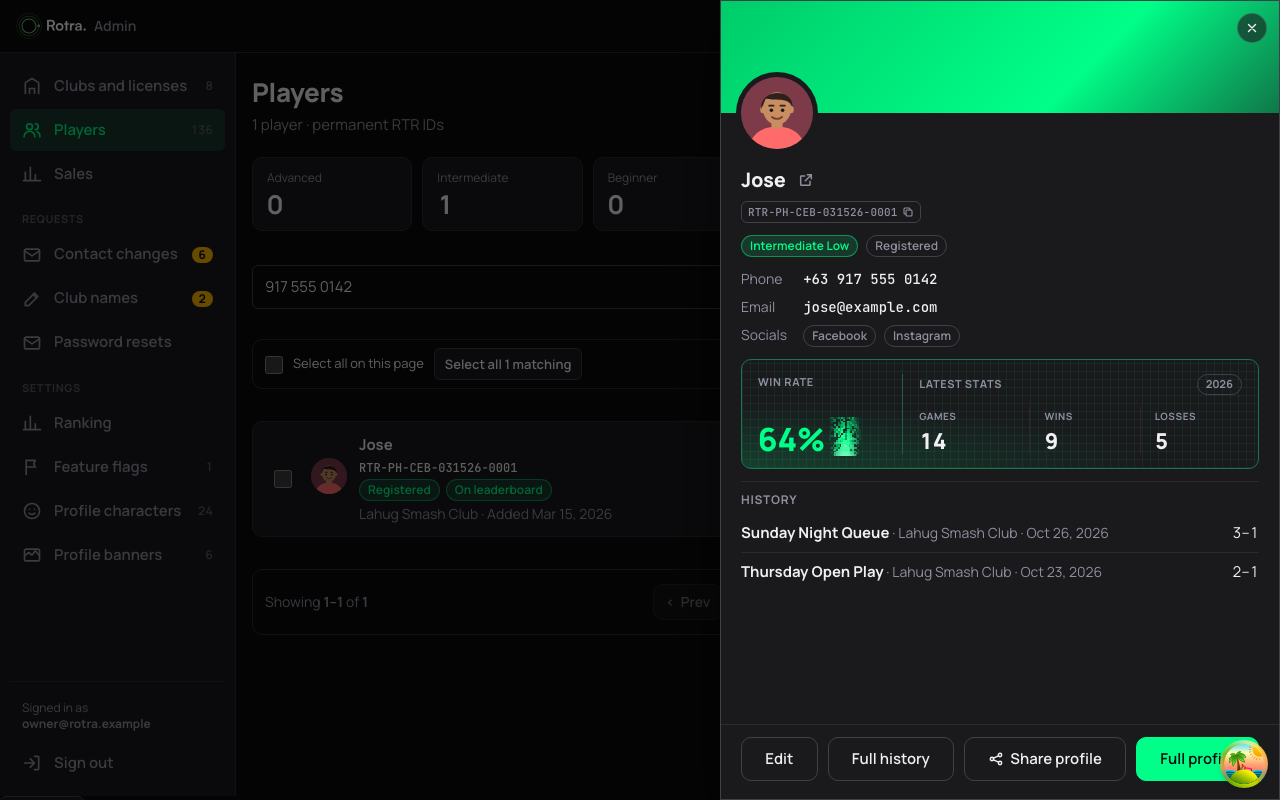 Rotra. Admin
Clubs and licenses 8
Players 136
Sales
REQUESTS
Contact changes 6
Club names 2
Password resets
SETTINGS
Ranking
Feature flags 1
Profile characters 24
Profile banners 6
Signed in as
owner@rotra.example
Sign out
Players
1 player · permanent RTR IDs
Advanced
0
Intermediate
1
Beginner
0
917 555 0142
Select all on this page
Select all 1 matching
Jose
RTR-PH-CEB-031526-0001
Registered
On leaderboard
Lahug Smash Club · Added Mar 15, 2026
Showing 1–1 of 1
‹ Prev
Jose
RTR-PH-CEB-031526-0001
Intermediate Low
Registered
Phone +63 917 555 0142
Email jose@example.com
Socials Facebook Instagram
WIN RATE
64%
LATEST STATS
2026
GAMES
14
WINS
9
LOSSES
5
HISTORY
Sunday Night Queue · Lahug Smash Club · Oct 26, 2026 3–1
Thursday Open Play · Lahug Smash Club · Oct 23, 2026 2–1
Edit
Full history
Share profile
Full